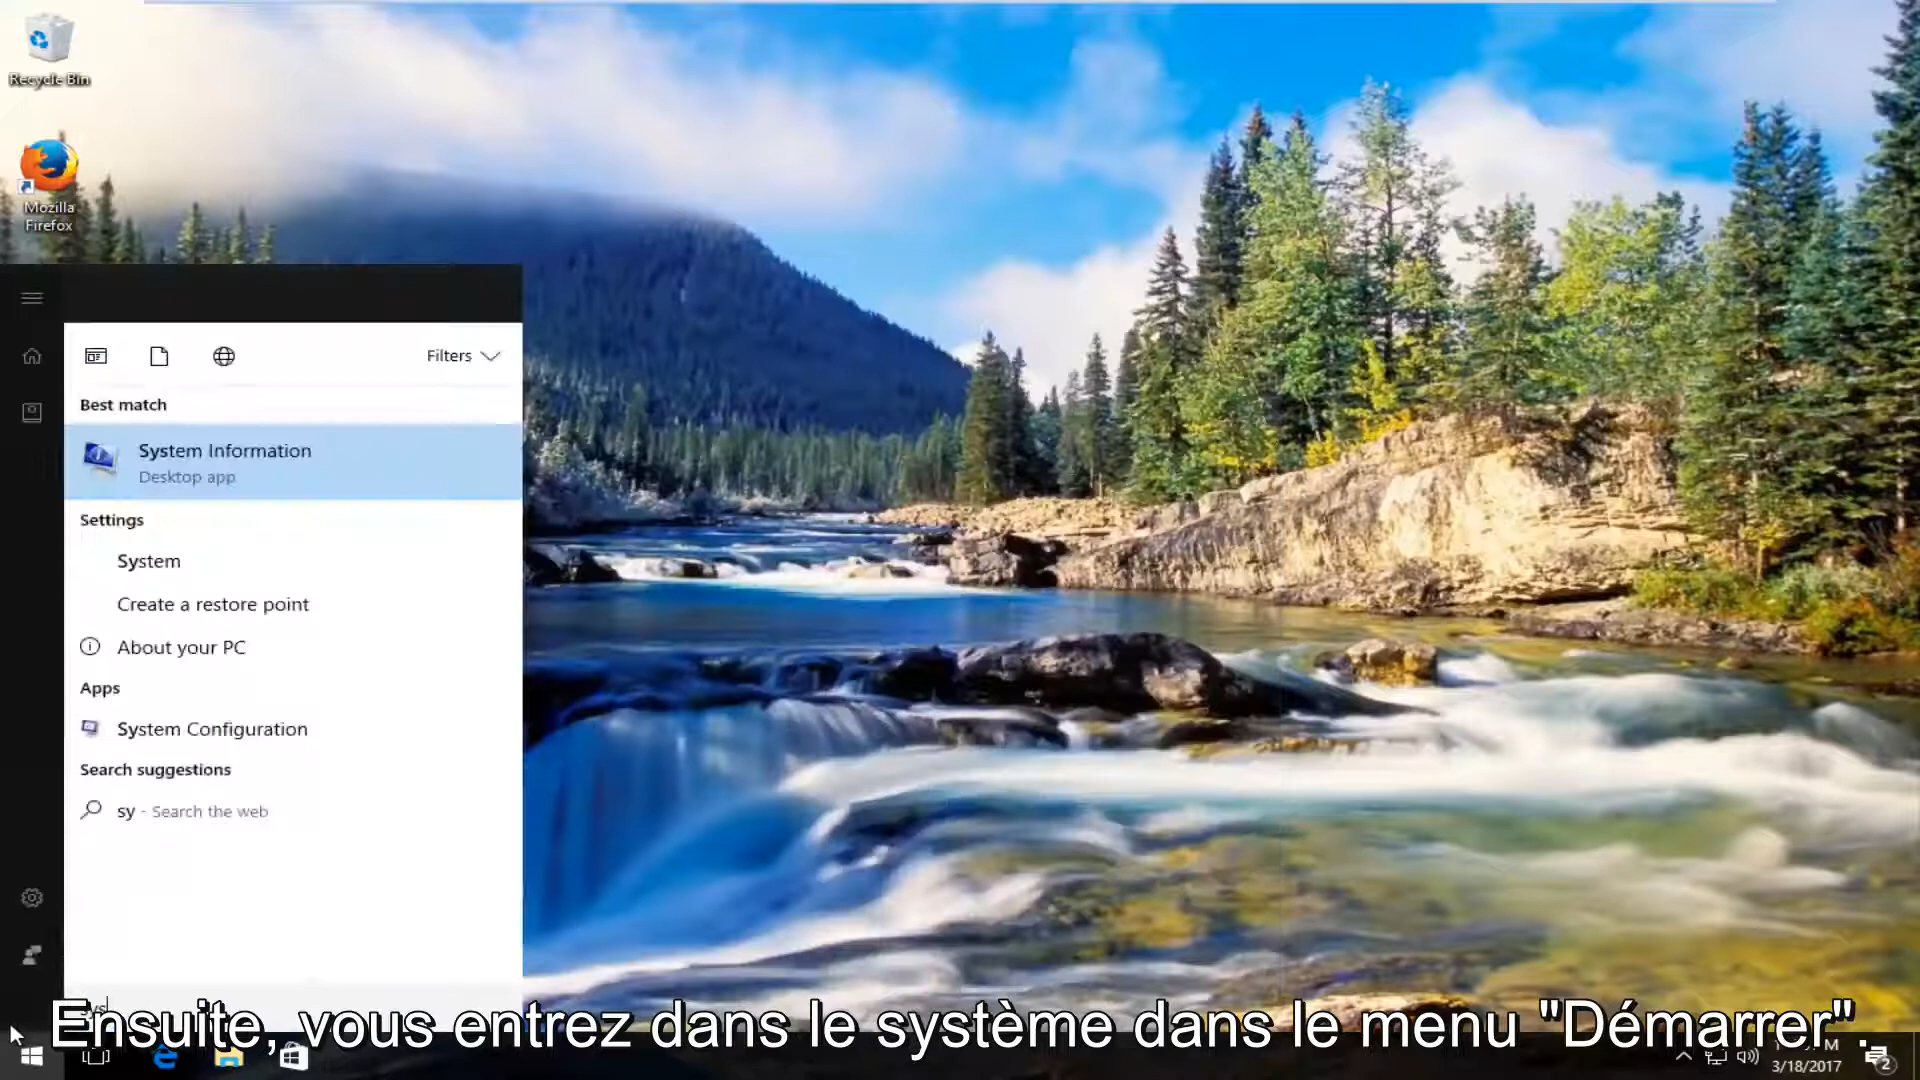 Recycle Bin
Mozilla
Firefox
Filters
Best match
System Information
Desktop app
Settings
System
Create a restore point
About your PC
Apps
System Configuration
Search suggestions
sy - Search the web
sys
Ensuite, vous entrez dans le système dans le menu "Démarrer".
3/18/2017
2